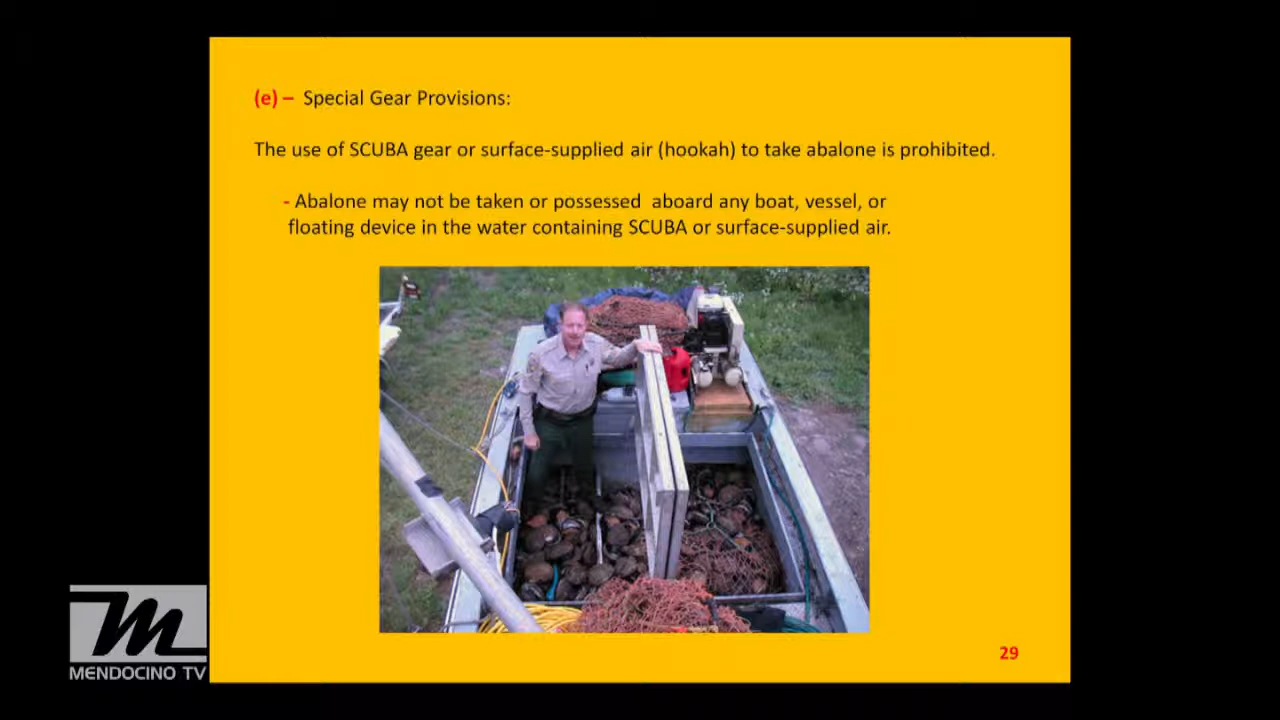 (e) – Special Gear Provisions:
The use of SCUBA gear or surface-supplied air (hookah) to take abalone is prohibited.
- Abalone may not be taken or possessed aboard any boat, vessel, or
floating device in the water containing SCUBA or surface-supplied air.
M
MENDOCINO TV
29